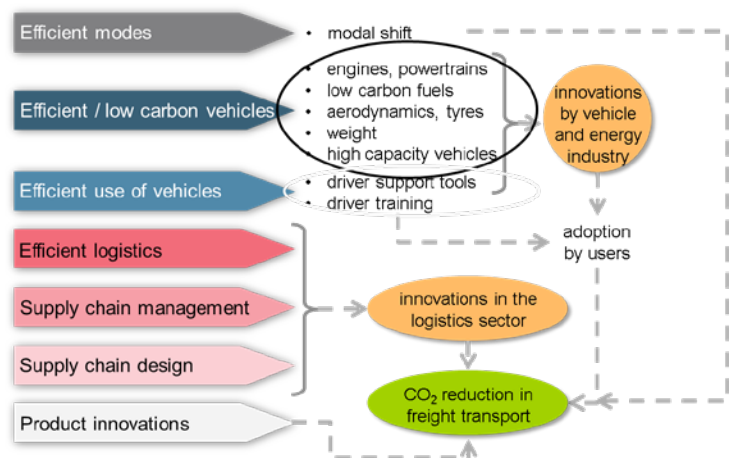 Efficient modes
• modal shift
Efficient / low carbon vehicles
• engines, powertrains
• low carbon fuels
• aerodynamics, tyres
• weight
• high capacity vehicles
innovations
by vehicle
and energy
industry
Efficient use of vehicles
• driver support tools
• driver training
adoption
by users
Efficient logistics
Supply chain management
Supply chain design
innovations in the
logistics sector
Product innovations
CO₂ reduction in
freight transport